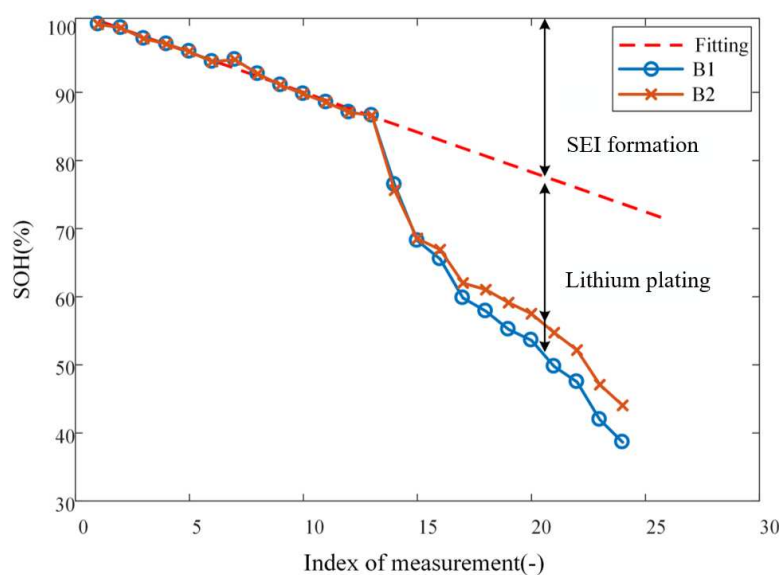 100
90
80
70
60
50
40
30
SOH(%)
0 5 10 15 20 25 30
Index of measurement(-)
Fitting
B1
B2
SEI formation
Lithium plating